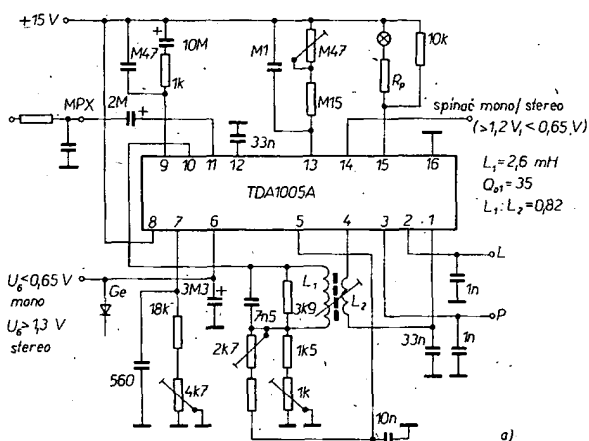 +15 V
M47
10M
1k
M1
M47
M15
Rp
10k
MPX
2M
+
+
33n
spínač mono/stereo
(>1,2 V, < 0,65 V)
9 10 11 12 13 14 15 16
TDA1005A
L₁=2,6 mH
Q₀₁=35
L₁:L₂=0,82
8 7 6 5 4 3 2 1
L
1n
P
1n
33n
U₆<0,65 V
mono
U₆>1,3 V
stereo
Ge
3M3
+
18k
560
4k7
7n5
3k9
L₁
L₂
2k7
1k5
1k
10n
a)